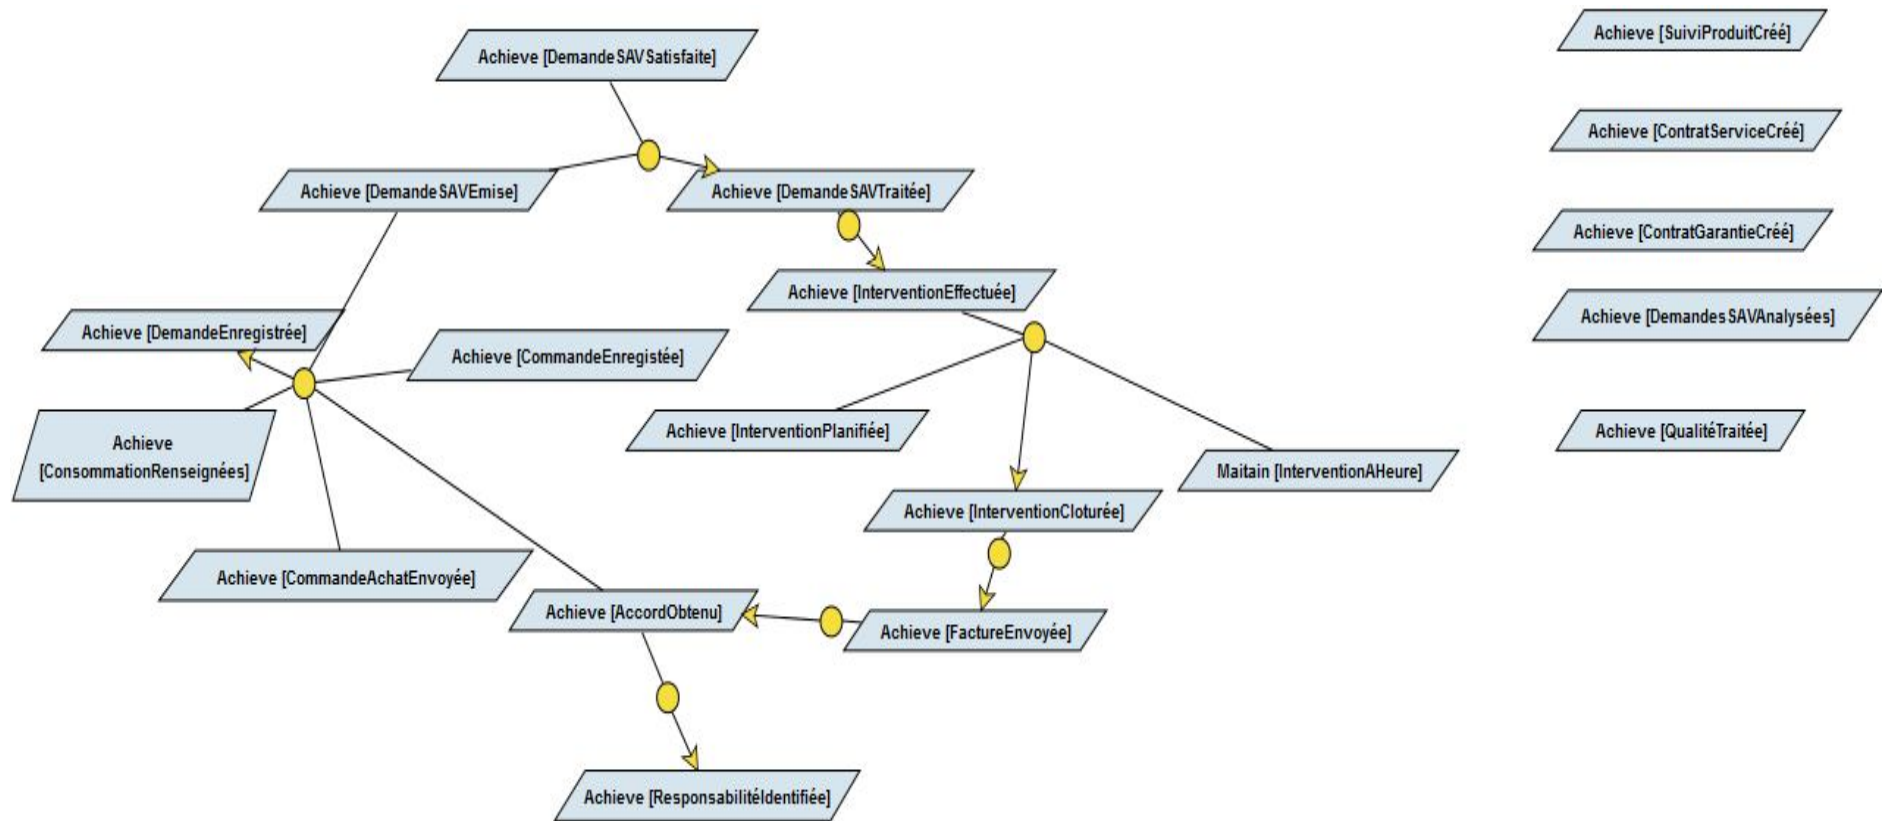 Achieve [DemandeSAVSatisfaite]
Achieve [DemandeSAVEmise]
Achieve [DemandeSAVTraitée]
Achieve [InterventionEffectuée]
Achieve [DemandeEnregistrée]
Achieve [CommandeEnregistée]
Achieve
[ConsommationRenseignées]
Achieve [InterventionPlanifiée]
Maitain [InterventionAHeure]
Achieve [InterventionCloturée]
Achieve [CommandeAchatEnvoyée]
Achieve [AccordObtenu]
Achieve [FactureEnvoyée]
Achieve [ResponsabilitéIdentifiée]
Achieve [SuiviProduitCréé]
Achieve [ContratServiceCréé]
Achieve [ContratGarantieCréé]
Achieve [DemandesSAVAnalysées]
Achieve [QualitéTraitée]